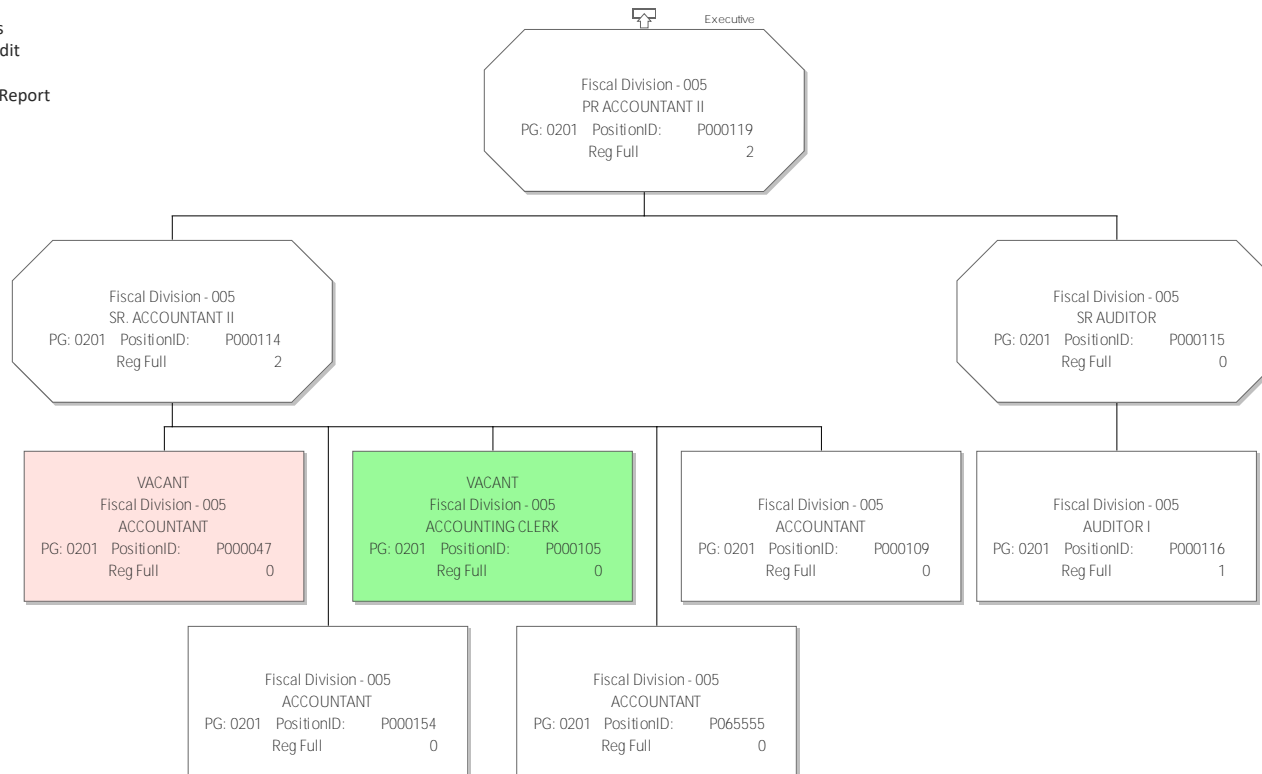 s
dit
Report
Executive
Fiscal Division - 005
PR ACCOUNTANT II
PG: 0201 PositionID: P000119
Reg Full 2
Fiscal Division - 005
SR. ACCOUNTANT II
PG: 0201 PositionID: P000114
Reg Full 2
Fiscal Division - 005
SR AUDITOR
PG: 0201 PositionID: P000115
Reg Full 0
VACANT
Fiscal Division - 005
ACCOUNTANT
PG: 0201 PositionID: P000047
Reg Full 0
VACANT
Fiscal Division - 005
ACCOUNTING CLERK
PG: 0201 PositionID: P000105
Reg Full 0
Fiscal Division - 005
ACCOUNTANT
PG: 0201 PositionID: P000109
Reg Full 0
Fiscal Division - 005
AUDITOR I
PG: 0201 PositionID: P000116
Reg Full 1
Fiscal Division - 005
ACCOUNTANT
PG: 0201 PositionID: P000154
Reg Full 0
Fiscal Division - 005
ACCOUNTANT
PG: 0201 PositionID: P065555
Reg Full 0